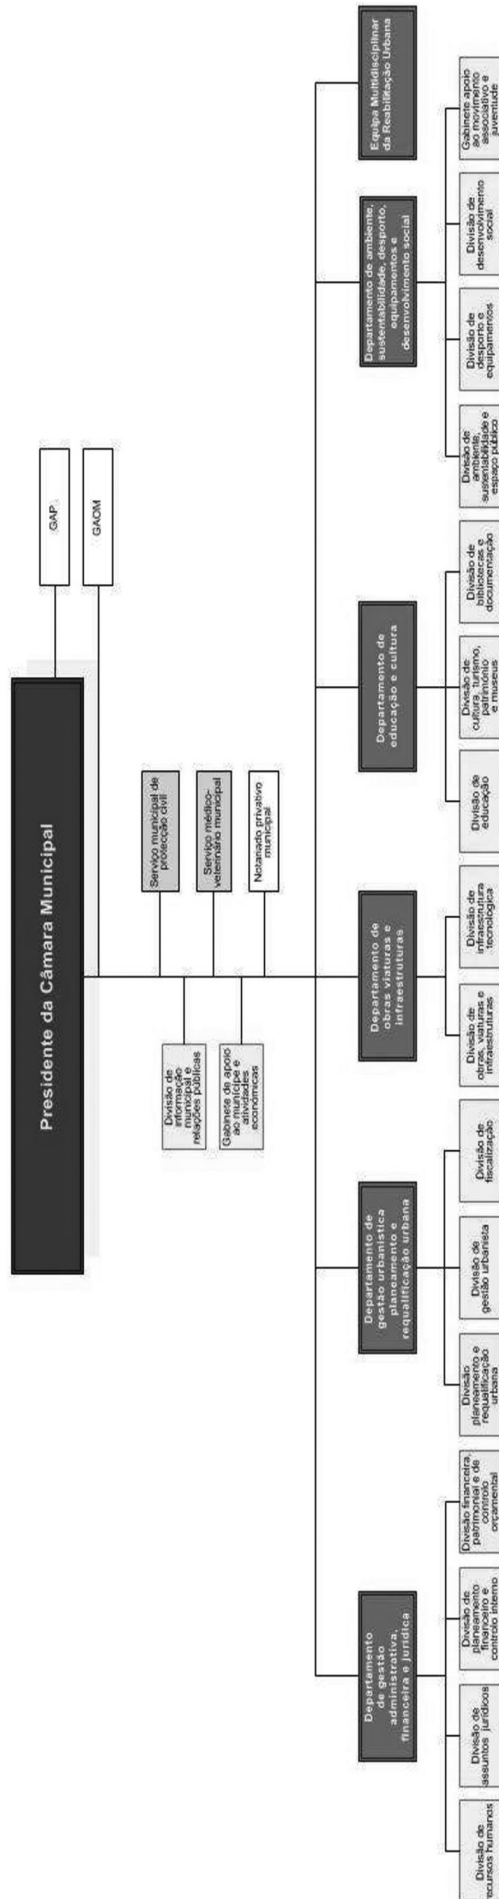 Presidente da Câmara Municipal
GAP
GAOM
Serviço municipal de
protecção civil
Serviço médico-
veterinário municipal
Notariado privativo
municipal
Divisão de
informação
municipal e
relações públicas
Gabinete de apoio
ao munícipe e
atividades
económicas
Departamento
de gestão
administrativa,
financeira e jurídica
Departamento de
gestão urbanística
planeamento e
requalificação urbana
Departamento de
obras viaturas e
infraestruturas
Departamento de
educação e cultura
Departamento de ambiente,
sustentabilidade, desporto,
equipamentos e
desenvolvimento social
Equipa Multidisciplinar
da Reabilitação Urbana
Divisão de
recursos humanos
Divisão de
assuntos jurídicos
Divisão de
planeamento
financeiro e
controlo interno
Divisão financeira,
patrimonial e de
controlo
orçamental
Divisão
planeamento e
requalificação
urbana
Divisão de
gestão urbanista
Divisão de
fiscalização
Divisão de
obras, viaturas e
infraestruturas
Divisão de
infraestrutura
tecnológica
Divisão de
educação
Divisão de
cultura, turismo,
património
e museus
Divisão de
bibliotecas e
documentação
Divisão de
ambiente,
sustentabilidade e
espaço público
Divisão de
desporto e
equipamentos
Divisão de
desenvolvimento
social
Gabinete apoio
ao movimento
associativo e
juventude